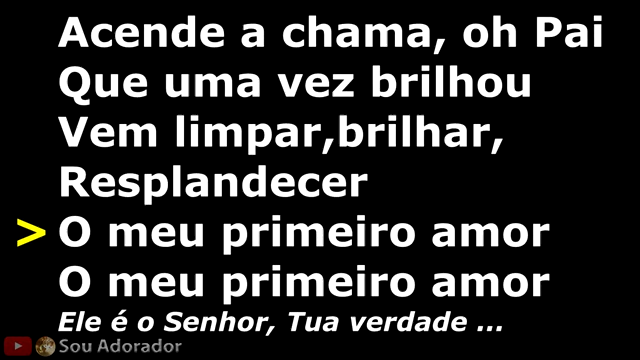 Acende a chama, oh Pai
Que uma vez brilhou
Vem limpar,brilhar,
Resplandecer
> O meu primeiro amor
O meu primeiro amor
Ele é o Senhor, Tua verdade ...
Sou Adorador